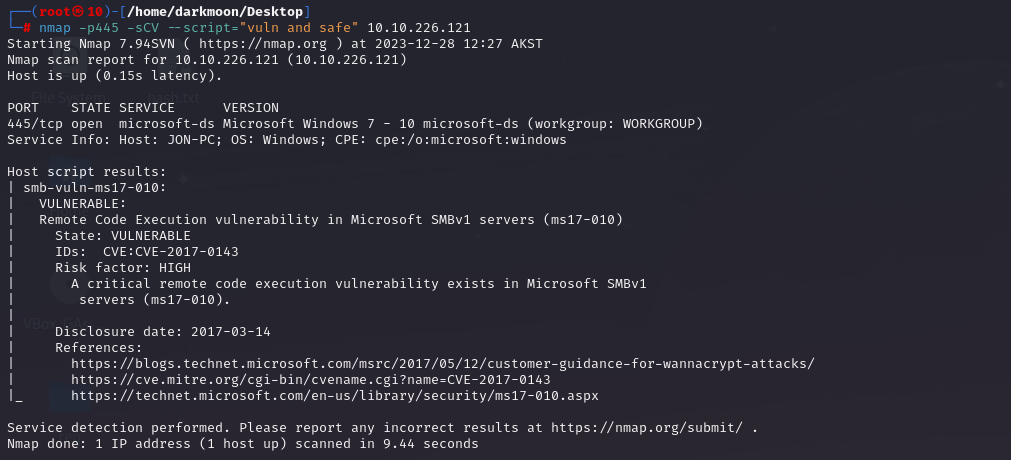 ┌──(root㉿10)-[/home/darkmoon/Desktop]
└─# nmap -p445 -sCV --script="vuln and safe" 10.10.226.121
Starting Nmap 7.94SVN ( https://nmap.org ) at 2023-12-28 12:27 AKST
Nmap scan report for 10.10.226.121 (10.10.226.121)
Host is up (0.15s latency).
File System hash.txt
PORT    STATE SERVICE      VERSION
445/tcp open  microsoft-ds Microsoft Windows 7 - 10 microsoft-ds (workgroup: WORKGROUP)
Service Info: Host: JON-PC; OS: Windows; CPE: cpe:/o:microsoft:windows

Host script results:
| smb-vuln-ms17-010:
|   VULNERABLE:
|   Remote Code Execution vulnerability in Microsoft SMBv1 servers (ms17-010)
|     State: VULNERABLE
|     IDs:  CVE:CVE-2017-0143
|     Risk factor: HIGH
|       A critical remote code execution vulnerability exists in Microsoft SMBv1
|        servers (ms17-010).
|
|     Disclosure date: 2017-03-14
|     References:
|       https://blogs.technet.microsoft.com/msrc/2017/05/12/customer-guidance-for-wannacrypt-attacks/
|       https://cve.mitre.org/cgi-bin/cvename.cgi?name=CVE-2017-0143
|_      https://technet.microsoft.com/en-us/library/security/ms17-010.aspx

Service detection performed. Please report any incorrect results at https://nmap.org/submit/ .
Nmap done: 1 IP address (1 host up) scanned in 9.44 seconds